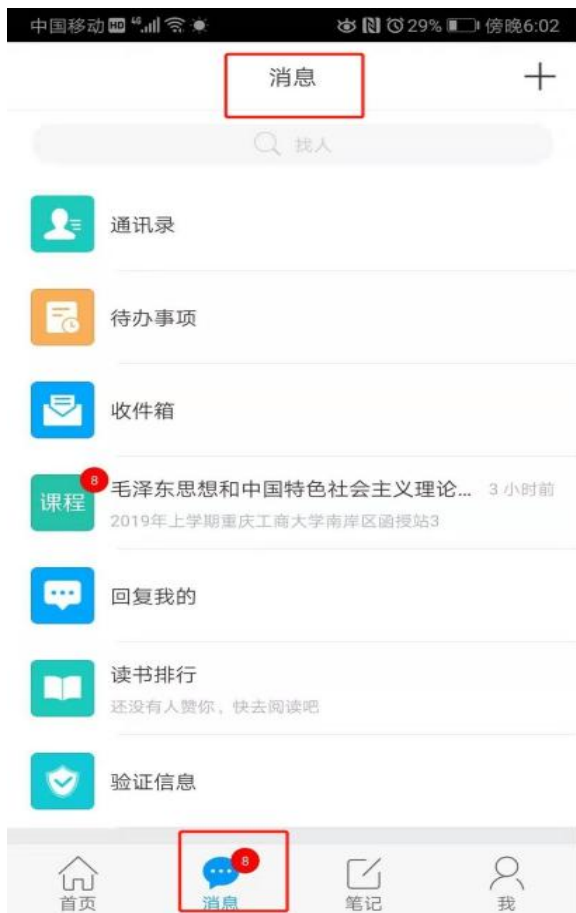 中国移动 HD 4G 29% 傍晚6:02
消息
找人
通讯录
待办事项
收件箱
课程 8 毛泽东思想和中国特色社会主义理论... 3 小时前
2019年上学期重庆工商大学南岸区函授站3
回复我的
读书排行
还没有人赞你，快去阅读吧
验证信息
8
首页 消息 笔记 我